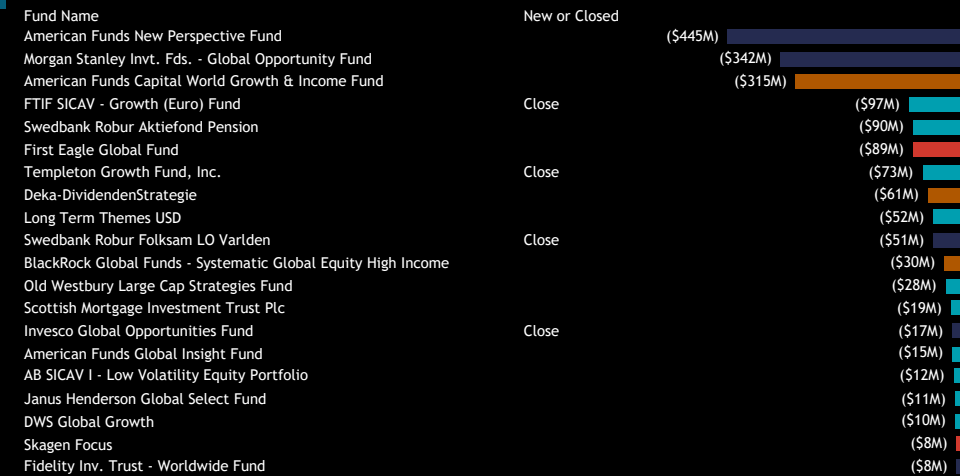 Fund Name New or Closed
American Funds New Perspective Fund ($445M)
Morgan Stanley Invt. Fds. - Global Opportunity Fund ($342M)
American Funds Capital World Growth & Income Fund ($315M)
FTIF SICAV - Growth (Euro) Fund Close ($97M)
Swedbank Robur Aktiefond Pension ($90M)
First Eagle Global Fund ($89M)
Templeton Growth Fund, Inc. Close ($73M)
Deka-DividendenStrategie ($61M)
Long Term Themes USD ($52M)
Swedbank Robur Folksam LO Varlden Close ($51M)
BlackRock Global Funds - Systematic Global Equity High Income ($30M)
Old Westbury Large Cap Strategies Fund ($28M)
Scottish Mortgage Investment Trust Plc ($19M)
Invesco Global Opportunities Fund Close ($17M)
American Funds Global Insight Fund ($15M)
AB SICAV I - Low Volatility Equity Portfolio ($12M)
Janus Henderson Global Select Fund ($11M)
DWS Global Growth ($10M)
Skagen Focus ($8M)
Fidelity Inv. Trust - Worldwide Fund ($8M)